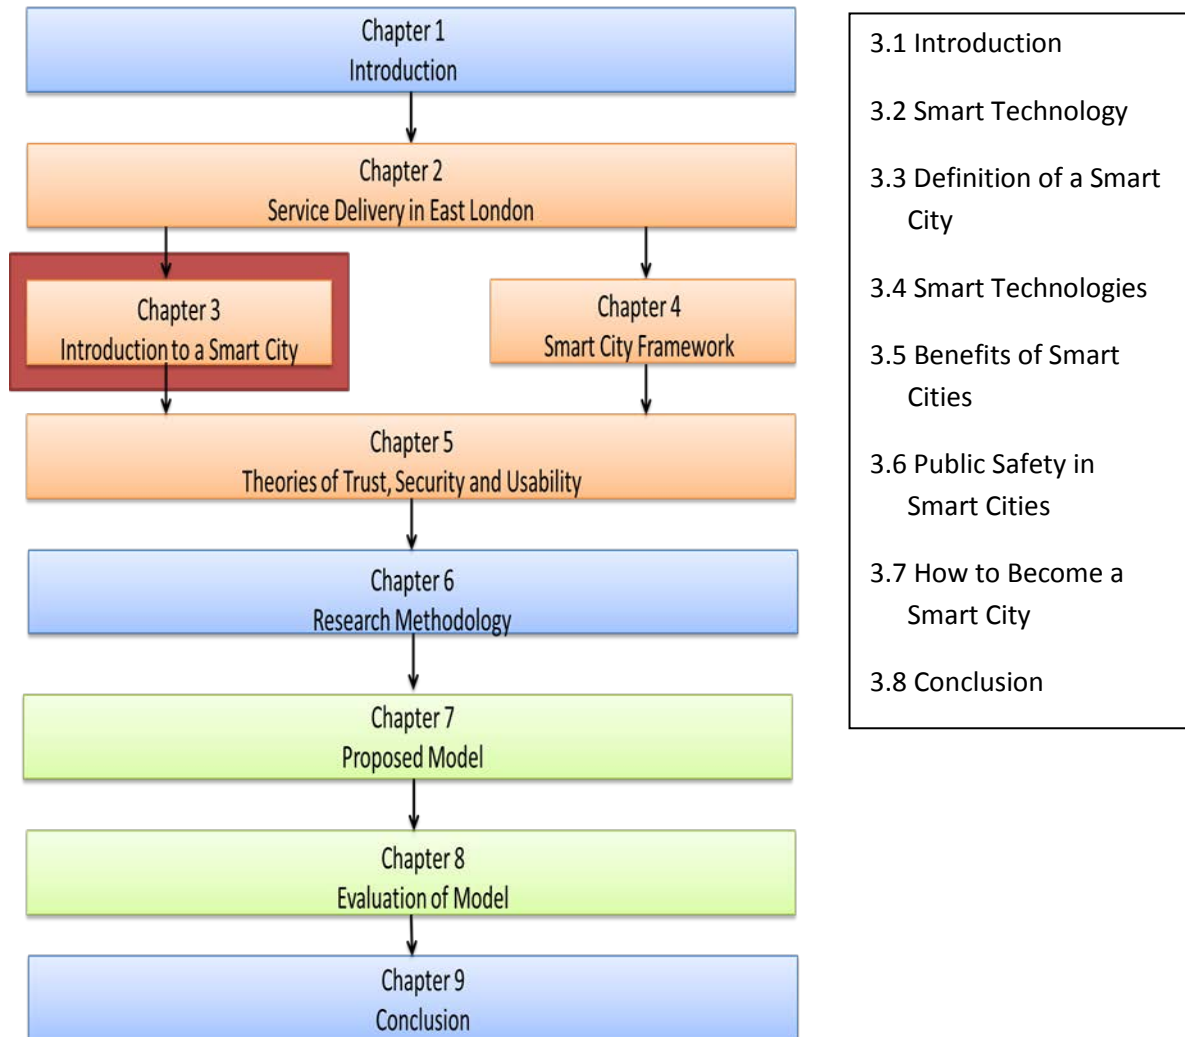 Chapter 1
Introduction
Chapter 2
Service Delivery in East London
Chapter 3
Introduction to a Smart City
Chapter 4
Smart City Framework
Chapter 5
Theories of Trust, Security and Usability
Chapter 6
Research Methodology
Chapter 7
Proposed Model
Chapter 8
Evaluation of Model
Chapter 9
Conclusion
3.1 Introduction
3.2 Smart Technology
3.3 Definition of a Smart
City
3.4 Smart Technologies
3.5 Benefits of Smart
Cities
3.6 Public Safety in
Smart Cities
3.7 How to Become a
Smart City
3.8 Conclusion